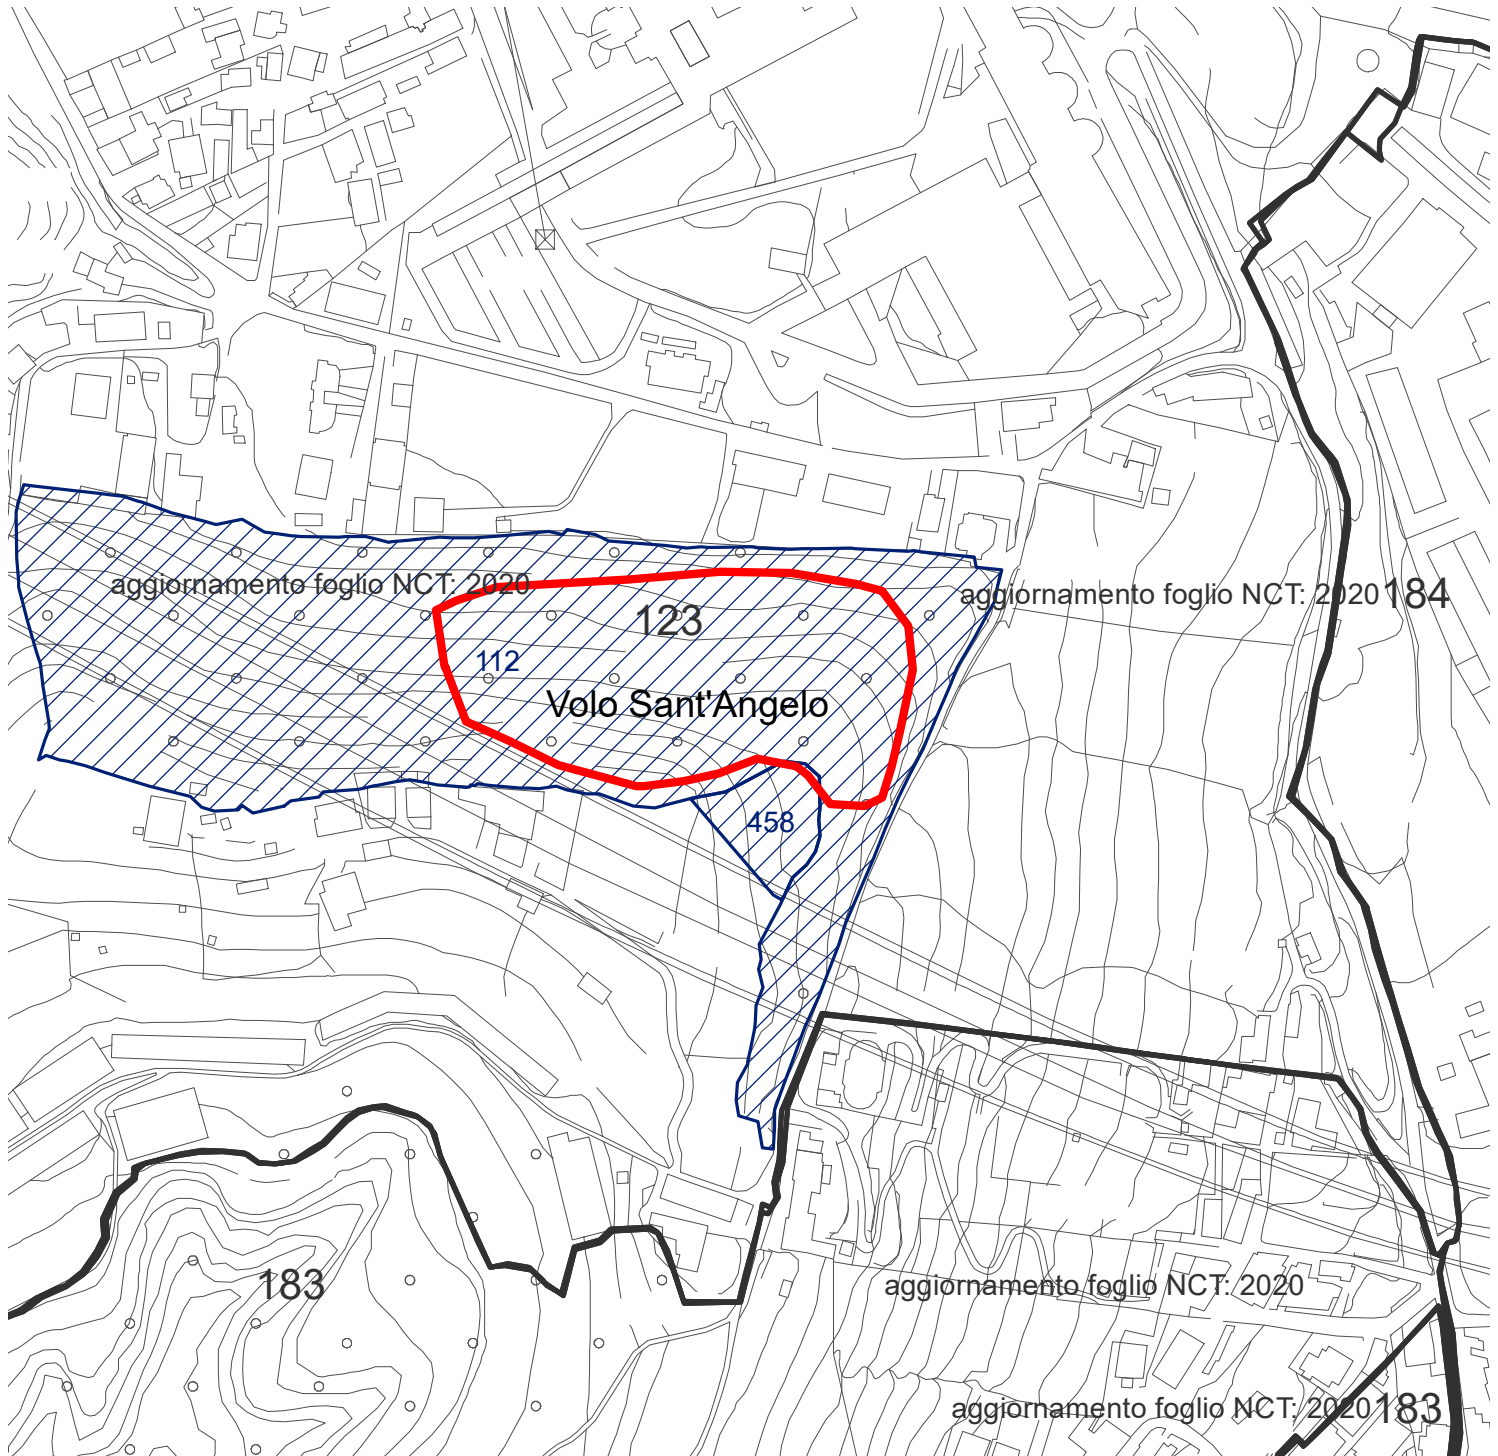 aggiornamento foglio NCT: 2020
aggiornamento foglio NCT: 2020 184
123
112
Volo Sant'Angelo
458
183
aggiornamento foglio NCT: 2020
aggiornamento foglio NCT: 2020 183